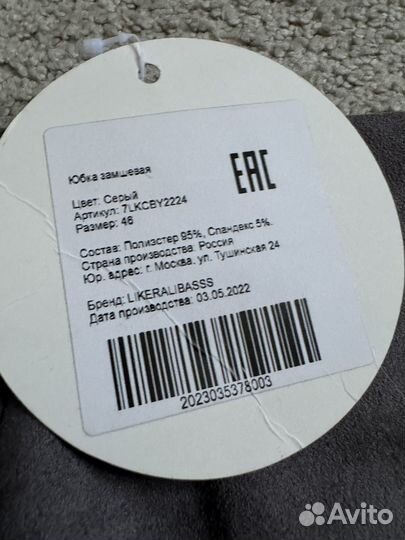 Юбка замшевая
EAC
Цвет: Серый
Артикул: 7LKCBY2224
Размер: 46
Состав: Полиэстер 95%, Спандекс 5%.
Страна производства: Россия
Юр. адрес: г. Москва, ул. Тушинская 24
Бренд: LIKERALIBASSS
Дата производства: 03.05.2022
2023035378003
Avito